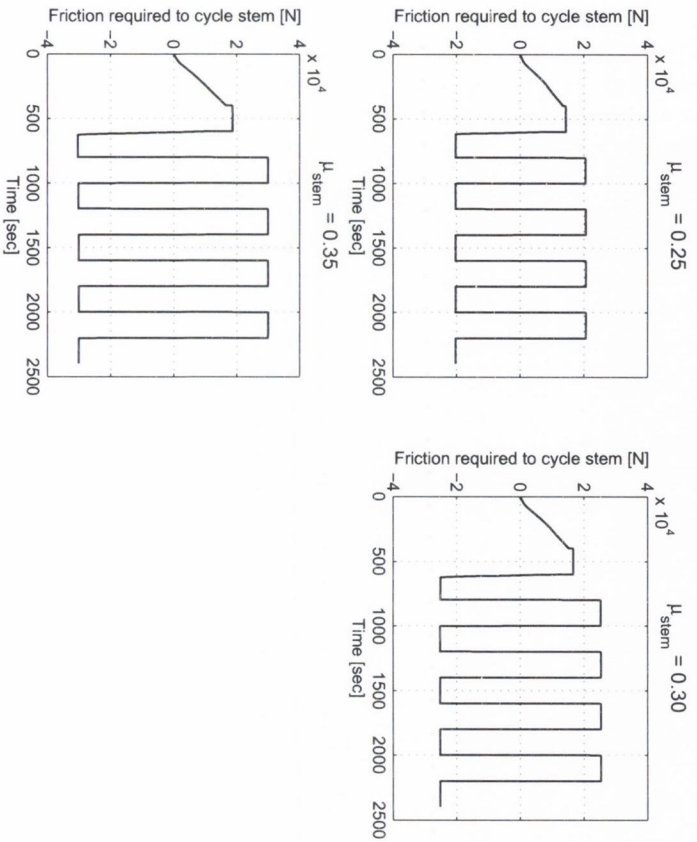 μ stem = 0.25
x 10^4
Friction required to cycle stem [N]
4
2
0
−2
−4
0 500 1000 1500 2000 2500
Time [sec]
μ stem = 0.30
x 10^4
Friction required to cycle stem [N]
4
2
0
−2
−4
0 500 1000 1500 2000 2500
Time [sec]
μ stem = 0.35
x 10^4
Friction required to cycle stem [N]
4
2
0
−2
−4
0 500 1000 1500 2000 2500
Time [sec]